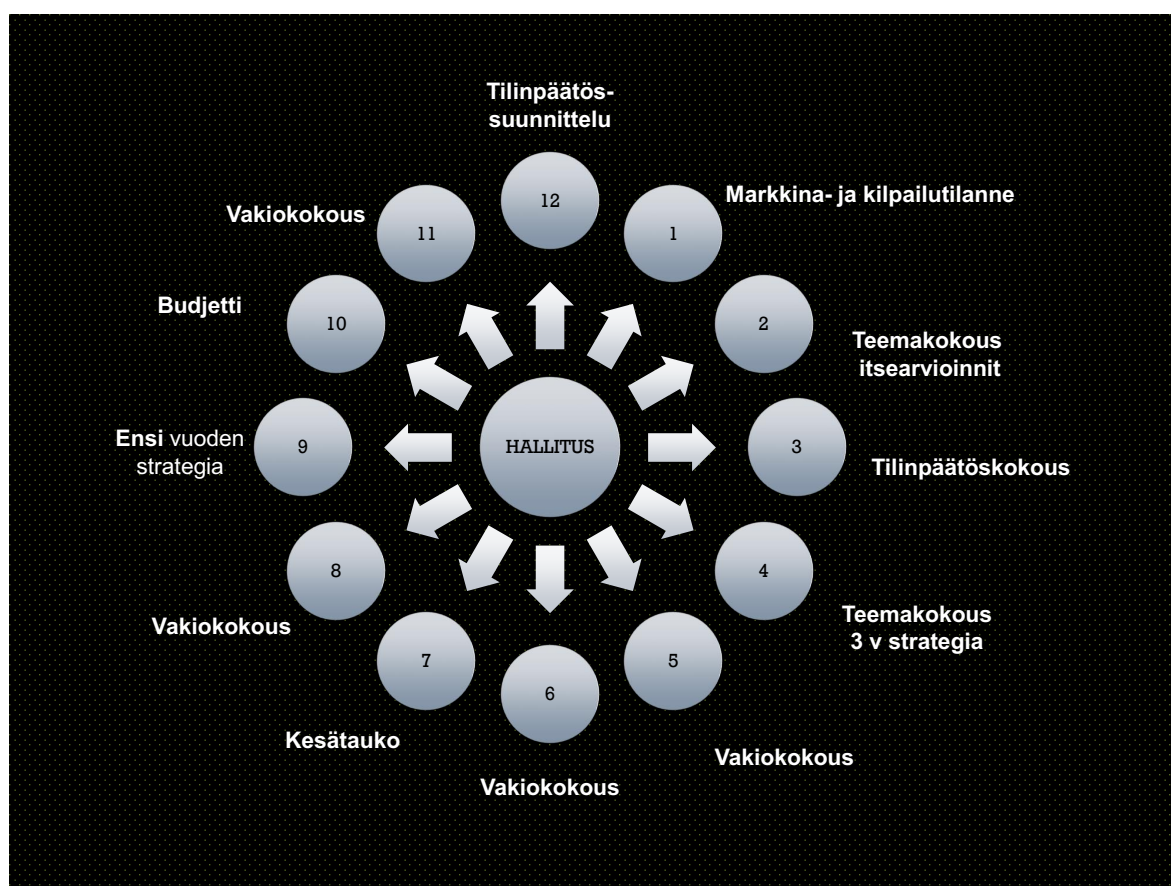 Tilinpäätös-
suunnittelu
12
Markkina- ja kilpailutilanne
1
Teemakokous
itsearvioinnit
2
Tilinpäätöskokous
3
Teemakokous
3 v strategia
4
Vakiokokous
5
Vakiokokous
6
Kesätauko
7
Vakiokokous
8
Ensi vuoden
strategia
9
Budjetti
10
Vakiokokous
11
HALLITUS